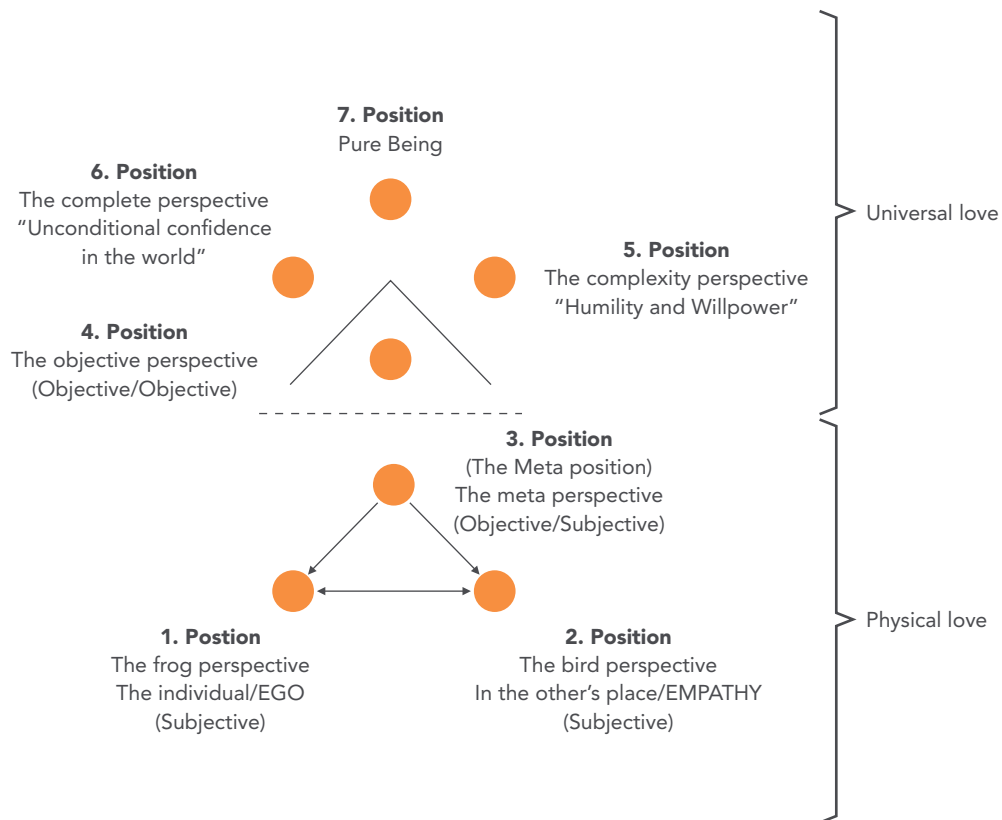 7. Position
Pure Being
6. Position
The complete perspective
“Unconditional confidence
in the world”
Universal love
5. Position
The complexity perspective
“Humility and Willpower”
4. Position
The objective perspective
(Objective/Objective)
3. Position
(The Meta position)
The meta perspective
(Objective/Subjective)
Physical love
1. Postion
The frog perspective
The individual/EGO
(Subjective)
2. Position
The bird perspective
In the other’s place/EMPATHY
(Subjective)